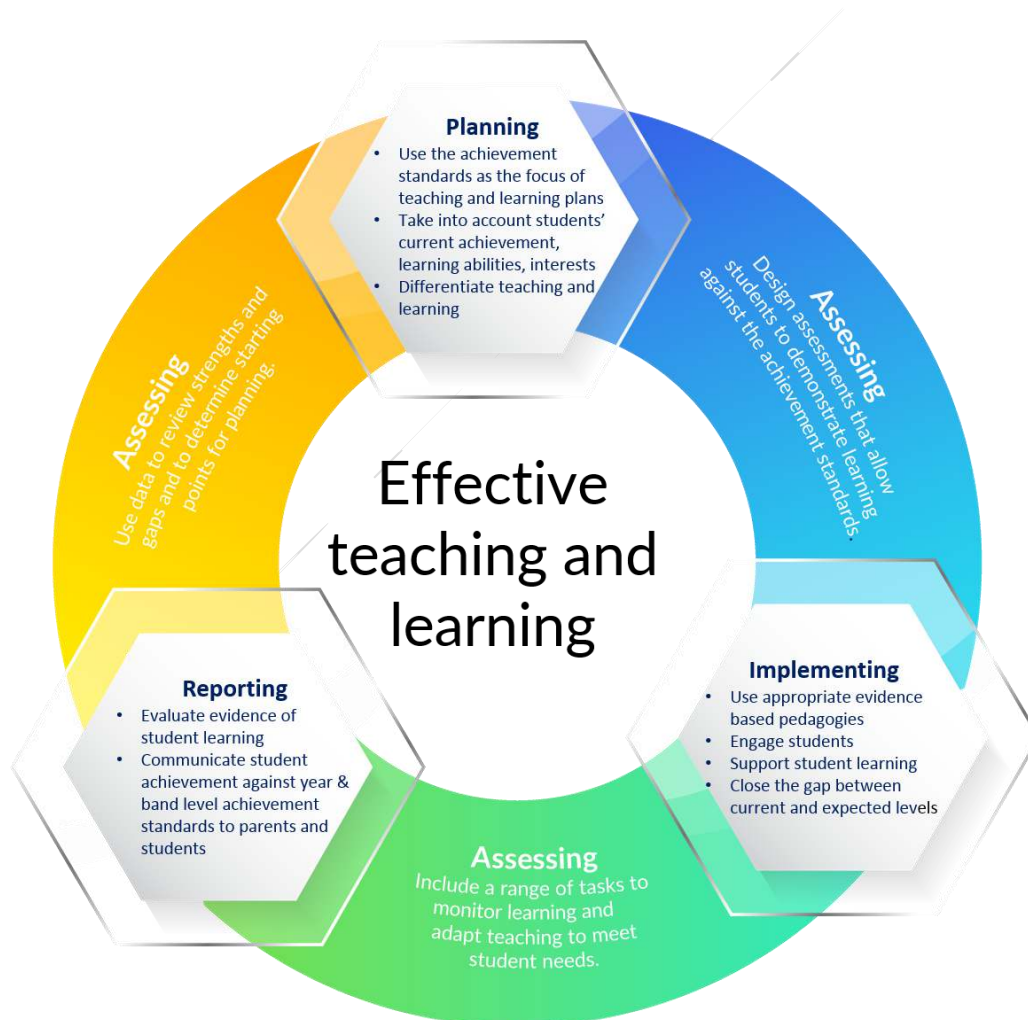 Planning
• Use the achievement
standards as the focus of
teaching and learning plans
• Take into account students’
current achievement,
learning abilities, interests
• Differentiate teaching and
learning
Assessing
Design assessments that allow
students to demonstrate learning
against the achievement standards.
Implementing
• Use appropriate evidence
based pedagogies
• Engage students
• Support student learning
• Close the gap between
current and expected levels
Assessing
Include a range of tasks to
monitor learning and
adapt teaching to meet
student needs.
Reporting
• Evaluate evidence of
student learning
• Communicate student
achievement against year &
band level achievement
standards to parents and
students
Assessing
Use data to review strengths and
gaps and to determine starting
points for planning.
Effective
teaching and
learning